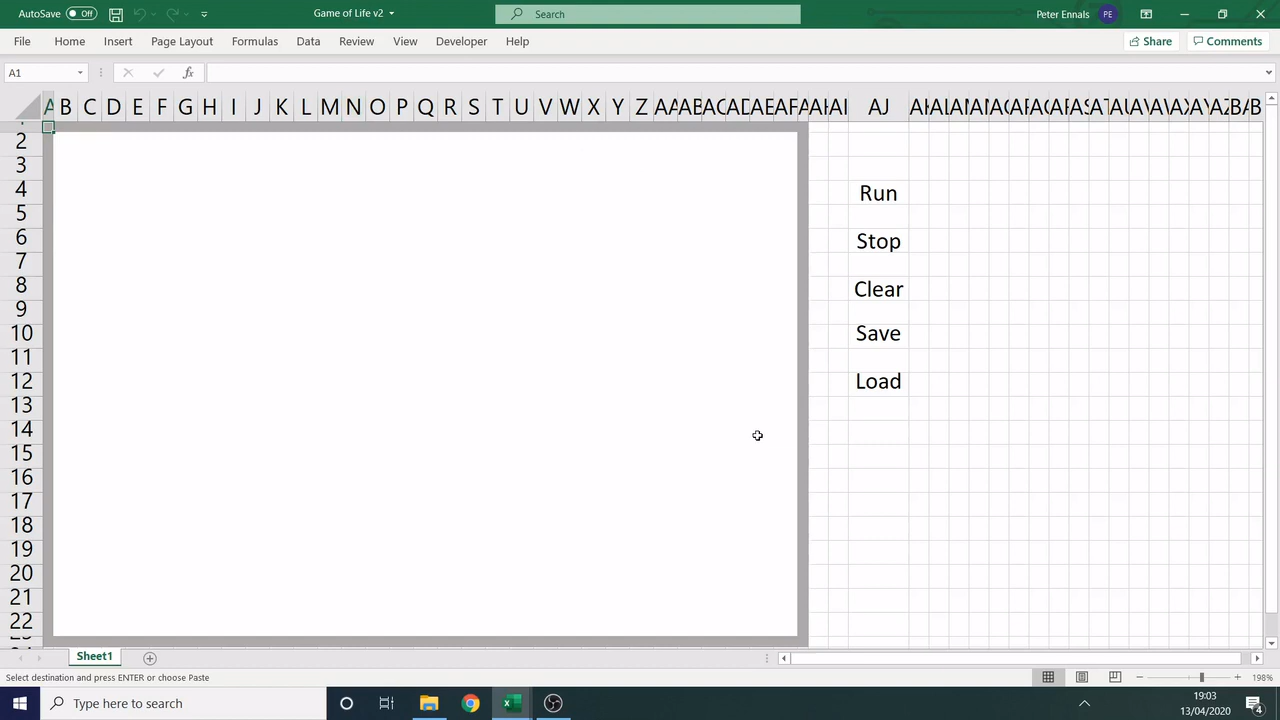 AutoSave Off
Game of Life v2
Search
Peter Ennals PE
File Home Insert Page Layout Formulas Data Review View Developer Help Share Comments
A1 fx
A B C D E F G H I J K L M N O P Q R S T U V W X Y Z AJ
2
3
4 Run
5
6 Stop
7
8 Clear
9
10 Save
11
12 Load
13
14
15
16
17
18
19
20
21
22
Sheet1
Select destination and press ENTER or choose Paste 198%
Type here to search
19:03
13/04/2020
4